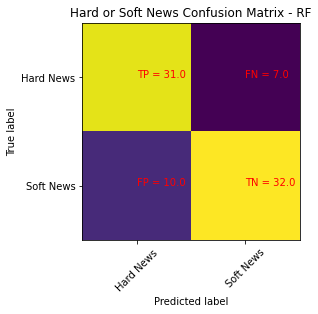 Hard or Soft News Confusion Matrix - RF
True label
Hard News
TP = 31.0
FN = 7.0
Soft News
FP = 10.0
TN = 32.0
Hard News
Soft News
Predicted label